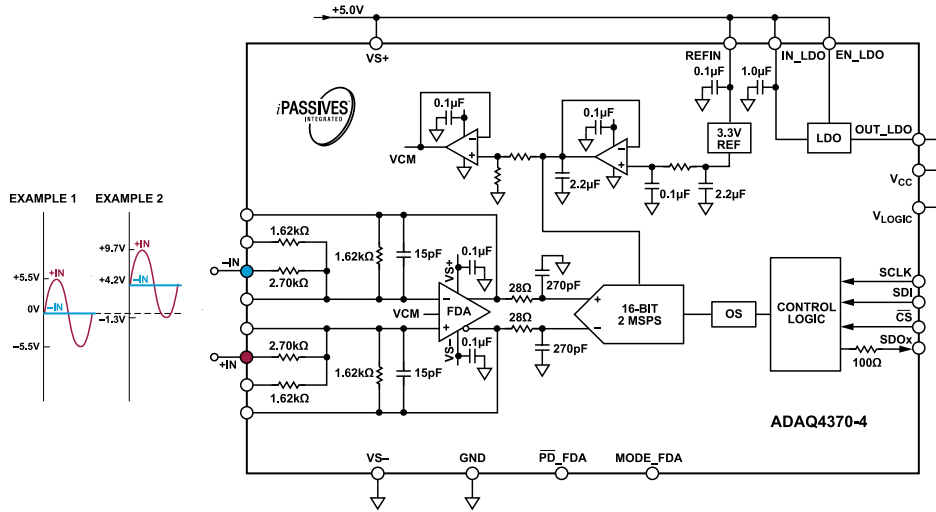 +5.0V
VS+
REFIN
IN_LDO
EN_LDO
iPASSIVES
INTEGRATED
0.1µF
0.1µF
0.1µF
1.0µF
3.3V
REF
LDO
OUT_LDO
VCM
2.2µF
0.1µF
2.2µF
VCC
VLOGIC
EXAMPLE 1
EXAMPLE 2
+9.7V
+IN
+5.5V
+IN
+4.2V
–IN
0V
–IN
–1.3V
–5.5V
1.62kΩ
–IN
2.70kΩ
1.62kΩ
15pF
VS+
0.1µF
28Ω
270pF
VCM
FDA
28Ω
VS–
0.1µF
270pF
16-BIT
2 MSPS
OS
CONTROL
LOGIC
SCLK
SDI
CS
SDOx
100Ω
2.70kΩ
+IN
1.62kΩ
1.62kΩ
15pF
ADAQ4370-4
VS–
GND
PD_FDA
MODE_FDA